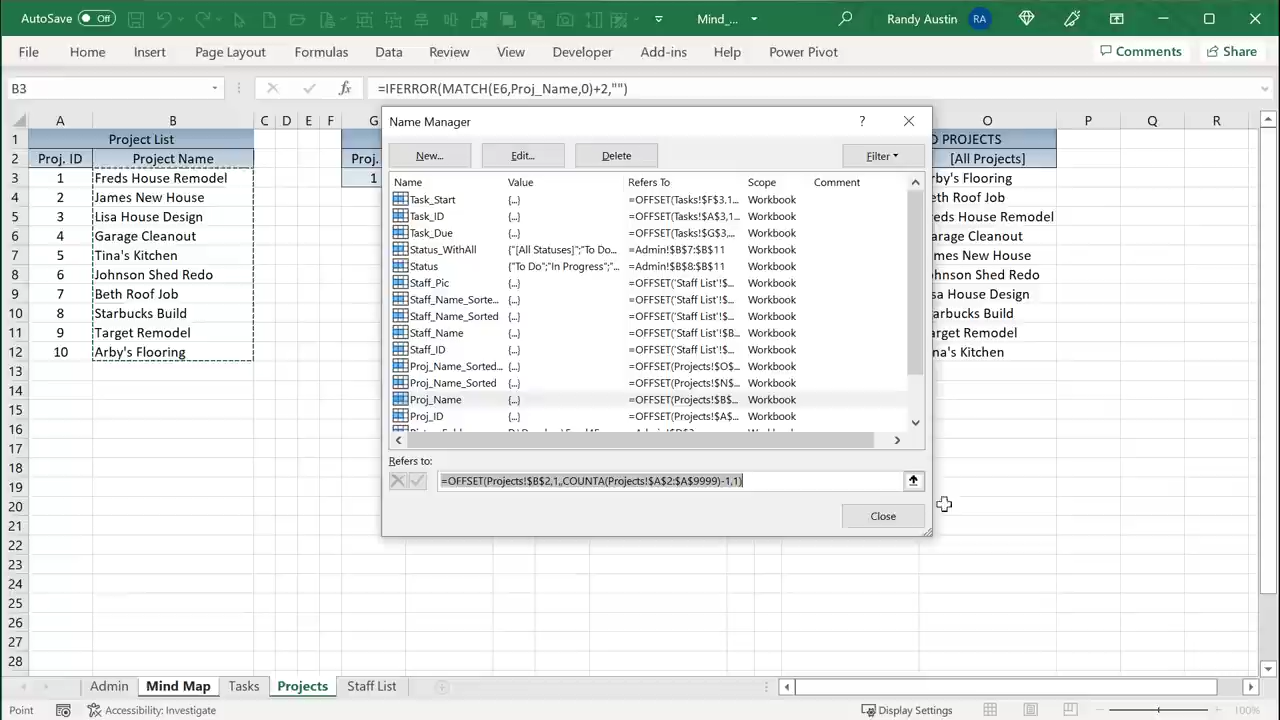 AutoSave Off Mind_... Randy Austin RA
File Home Insert Page Layout Formulas Data Review View Developer Add-ins Help Power Pivot Comments Share
B3 fx =IFERROR(MATCH(E6,Proj_Name,0)+2,"")
A B C D E F G O P Q R
1 Project List D PROJECTS
2 Proj. ID Project Name Proj. [All Projects]
3 1 Freds House Remodel 1 rby's Flooring
4 2 James New House eth Roof Job
5 3 Lisa House Design reds House Remodel
6 4 Garage Cleanout arage Cleanout
7 5 Tina's Kitchen mes New House
8 6 Johnson Shed Redo ohnson Shed Redo
9 7 Beth Roof Job sa House Design
10 8 Starbucks Build arbucks Build
11 9 Target Remodel rget Remodel
12 10 Arby's Flooring na's Kitchen
13
14
15
16
17
18
19
20
21
22
23
24
25
26
27
28
Name Manager ?
New... Edit... Delete Filter
Name Value Refers To Scope Comment
Task_Start {...} =OFFSET(Tasks!$F$3,1... Workbook
Task_ID {...} =OFFSET(Tasks!$A$3,1... Workbook
Task_Due {...} =OFFSET(Tasks!$G$3,... Workbook
Status_WithAll {"[All Statuses]";"To Do... =Admin!$B$7:$B$11 Workbook
Status {"To Do";"In Progress";"... =Admin!$B$8:$B$11 Workbook
Staff_Pic {...} =OFFSET('Staff List'!$... Workbook
Staff_Name_Sorte... {...} =OFFSET('Staff List'!$... Workbook
Staff_Name_Sorted {...} =OFFSET('Staff List'!$... Workbook
Staff_Name {...} =OFFSET('Staff List'!$B... Workbook
Staff_ID {...} =OFFSET('Staff List'!$... Workbook
Proj_Name_Sorted... {...} =OFFSET(Projects!$O$... Workbook
Proj_Name_Sorted {...} =OFFSET(Projects!$N$... Workbook
Proj_Name {...} =OFFSET(Projects!$B$... Workbook
Proj_ID {...} =OFFSET(Projects!$A$... Workbook
Refers to:
=OFFSET(Projects!$B$2,1,,COUNTA(Projects!$A$2:$A$9999)-1,1)
Close
Admin Mind Map Tasks Projects Staff List
Point Accessibility: Investigate Display Settings 100%